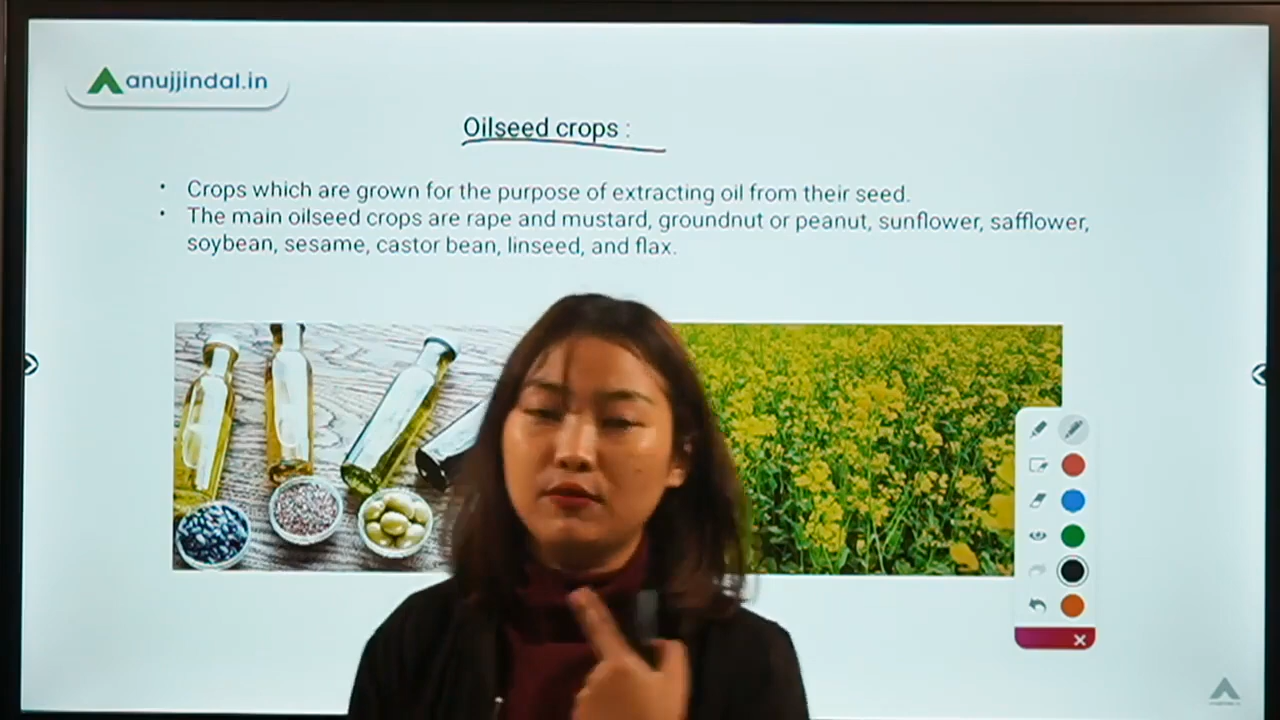 anujjindal.in
Oilseed crops :
• Crops which are grown for the purpose of extracting oil from their seed.
• The main oilseed crops are rape and mustard, groundnut or peanut, sunflower, safflower,
soybean, sesame, castor bean, linseed, and flax.